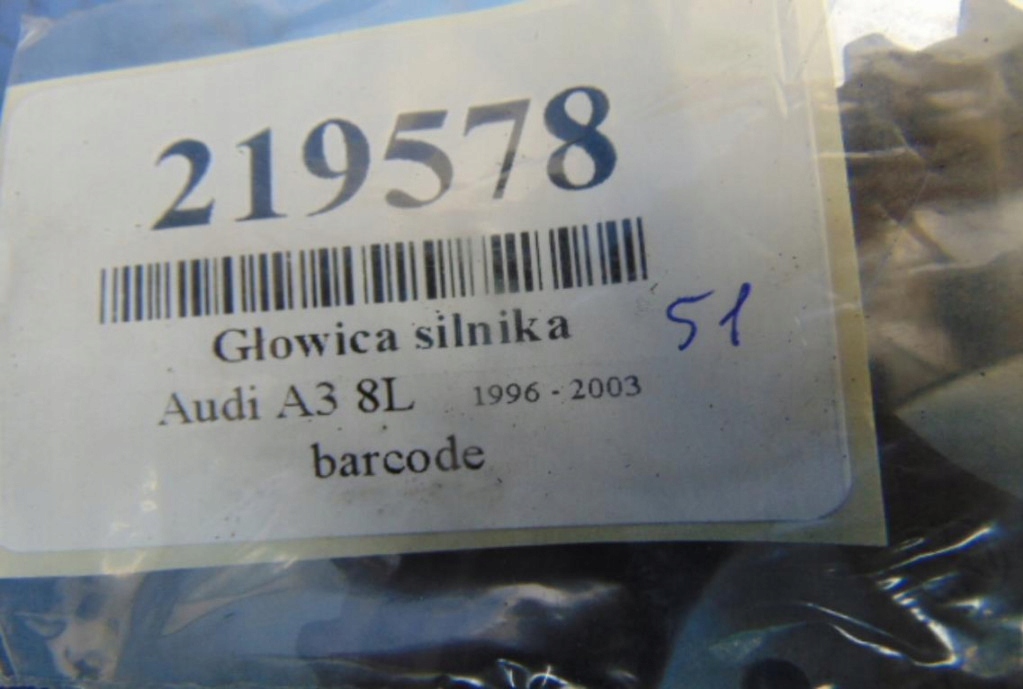 219578
Głowica silnika 51
Audi A3 8L 1996 - 2003
barcode